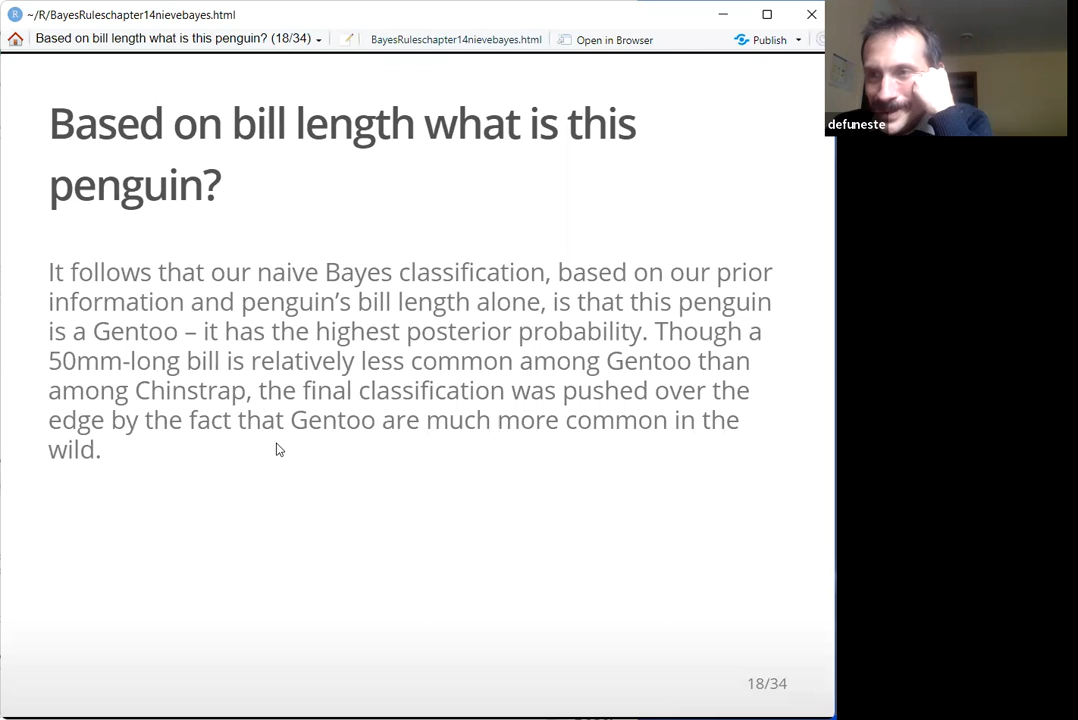 ~/R/BayesRuleschapter14nievebayes.html
Based on bill length what is this penguin? (18/34)
BayesRuleschapter14nievebayes.html
Open in Browser
Publish
Based on bill length what is this
penguin?
It follows that our naive Bayes classification, based on our prior
information and penguin's bill length alone, is that this penguin
is a Gentoo – it has the highest posterior probability. Though a
50mm-long bill is relatively less common among Gentoo than
among Chinstrap, the final classification was pushed over the
edge by the fact that Gentoo are much more common in the
wild.
18/34
defuneste